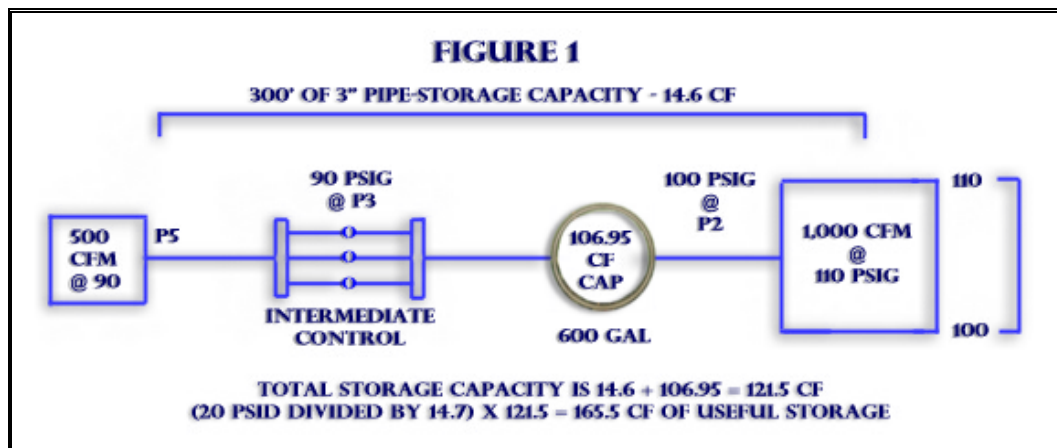 FIGURE 1
300' OF 3" PIPE-STORAGE CAPACITY - 14.6 CF
90 PSIG
@ P3
100 PSIG
@
P2
110
500
CFM
@ 90
P5
106.95
CF
CAP
1,000 CFM
@
110 PSIG
INTERMEDIATE
CONTROL
600 GAL
100
TOTAL STORAGE CAPACITY IS 14.6 + 106.95 = 121.5 CF
(20 PSID DIVIDED BY 14.7) X 121.5 = 165.5 CF OF USEFUL STORAGE